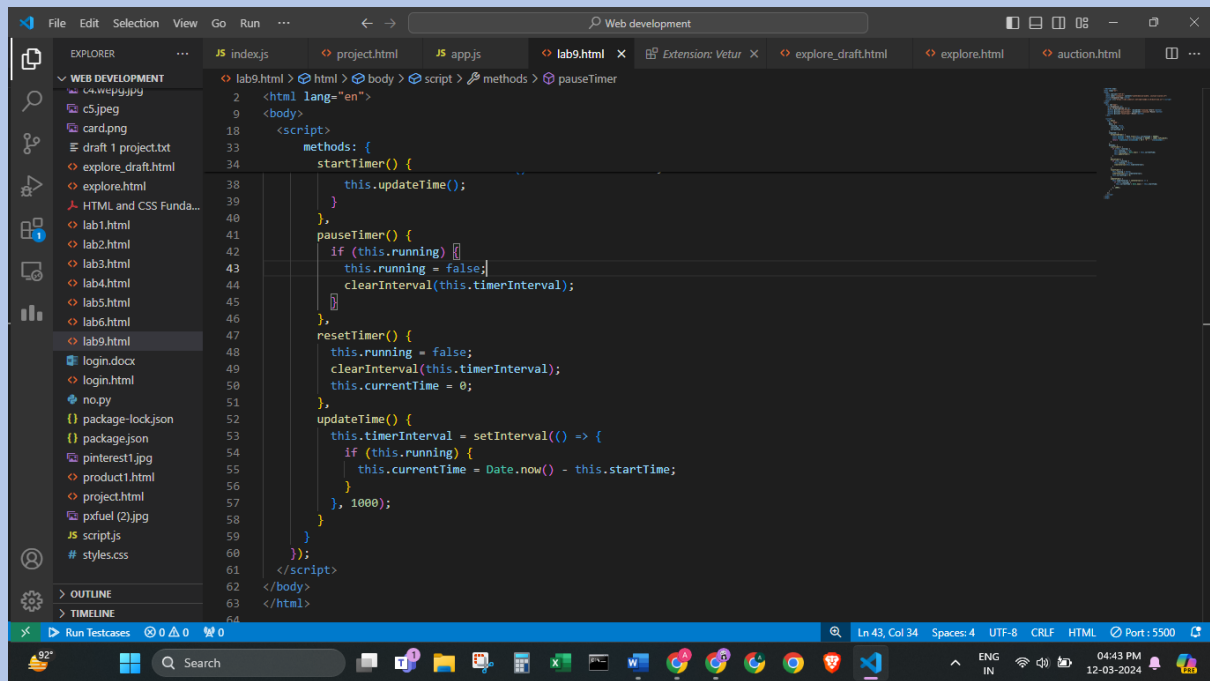 File Edit Selection View Go Run ··· Web development
EXPLORER ···
WEB DEVELOPMENT
c4.wepg.jpg
c5.jpeg
card.png
draft 1 project.txt
explore_draft.html
explore.html
HTML and CSS Funda...
lab1.html
lab2.html
lab3.html
lab4.html
lab5.html
lab6.html
lab9.html
login.docx
login.html
no.py
package-lock.json
package.json
pinterest1.jpg
product1.html
project.html
pxfuel (2).jpg
JS script.js
# styles.css
OUTLINE
TIMELINE
JS index.js project.html JS app.js lab9.html Extension: Vetur explore_draft.html explore.html auction.html ···
lab9.html > html > body > script > methods > pauseTimer
2 <html lang="en">
9 <body>
18 <script>
33 methods: {
34 startTimer() {
38 this.updateTime();
39 }
40 },
41 pauseTimer() {
42 if (this.running) {
43 this.running = false;
44 clearInterval(this.timerInterval);
45 }
46 },
47 resetTimer() {
48 this.running = false;
49 clearInterval(this.timerInterval);
50 this.currentTime = 0;
51 },
52 updateTime() {
53 this.timerInterval = setInterval(() => {
54 if (this.running) {
55 this.currentTime = Date.now() - this.startTime;
56 }
57 }, 1000);
58 }
59 }
60 });
61 </script>
62 </body>
63 </html>
64
1
Run Testcases 0 0 0 Ln 43, Col 34 Spaces: 4 UTF-8 CRLF HTML Port : 5500
92° Search ENG 04:43 PM
IN 12-03-2024
PRE